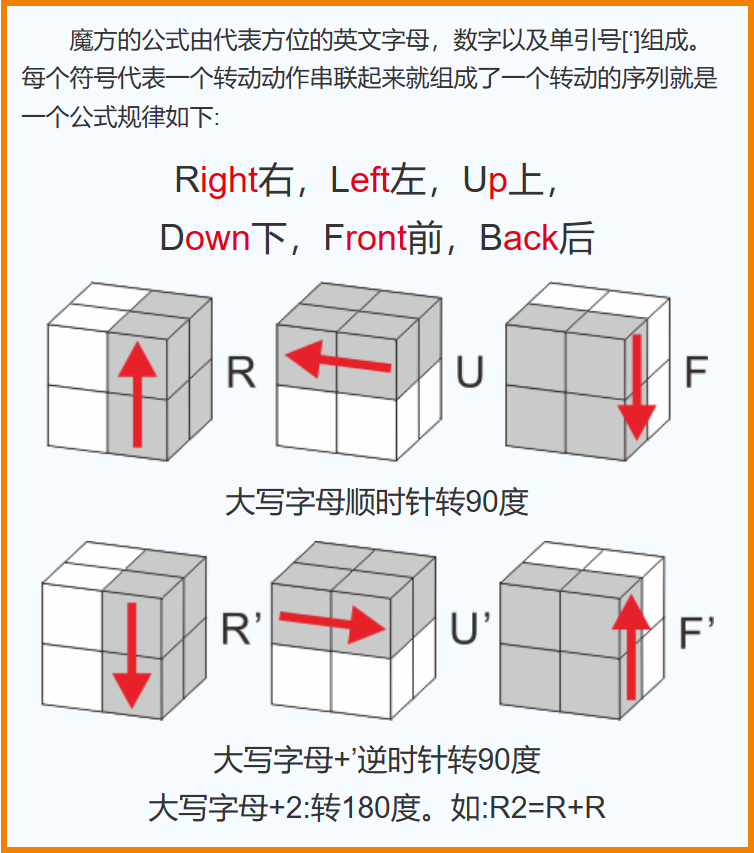 魔方的公式由代表方位的英文字母，数字以及单引号[‘]组成。
每个符号代表一个转动动作串联起来就组成了一个转动的序列就是
一个公式规律如下:
Right右，Left左，Up上，
Down下，Front前，Back后
R U F
大写字母顺时针转90度
R’ U’ F’
大写字母+’逆时针转90度
大写字母+2:转180度。如:R2=R+R